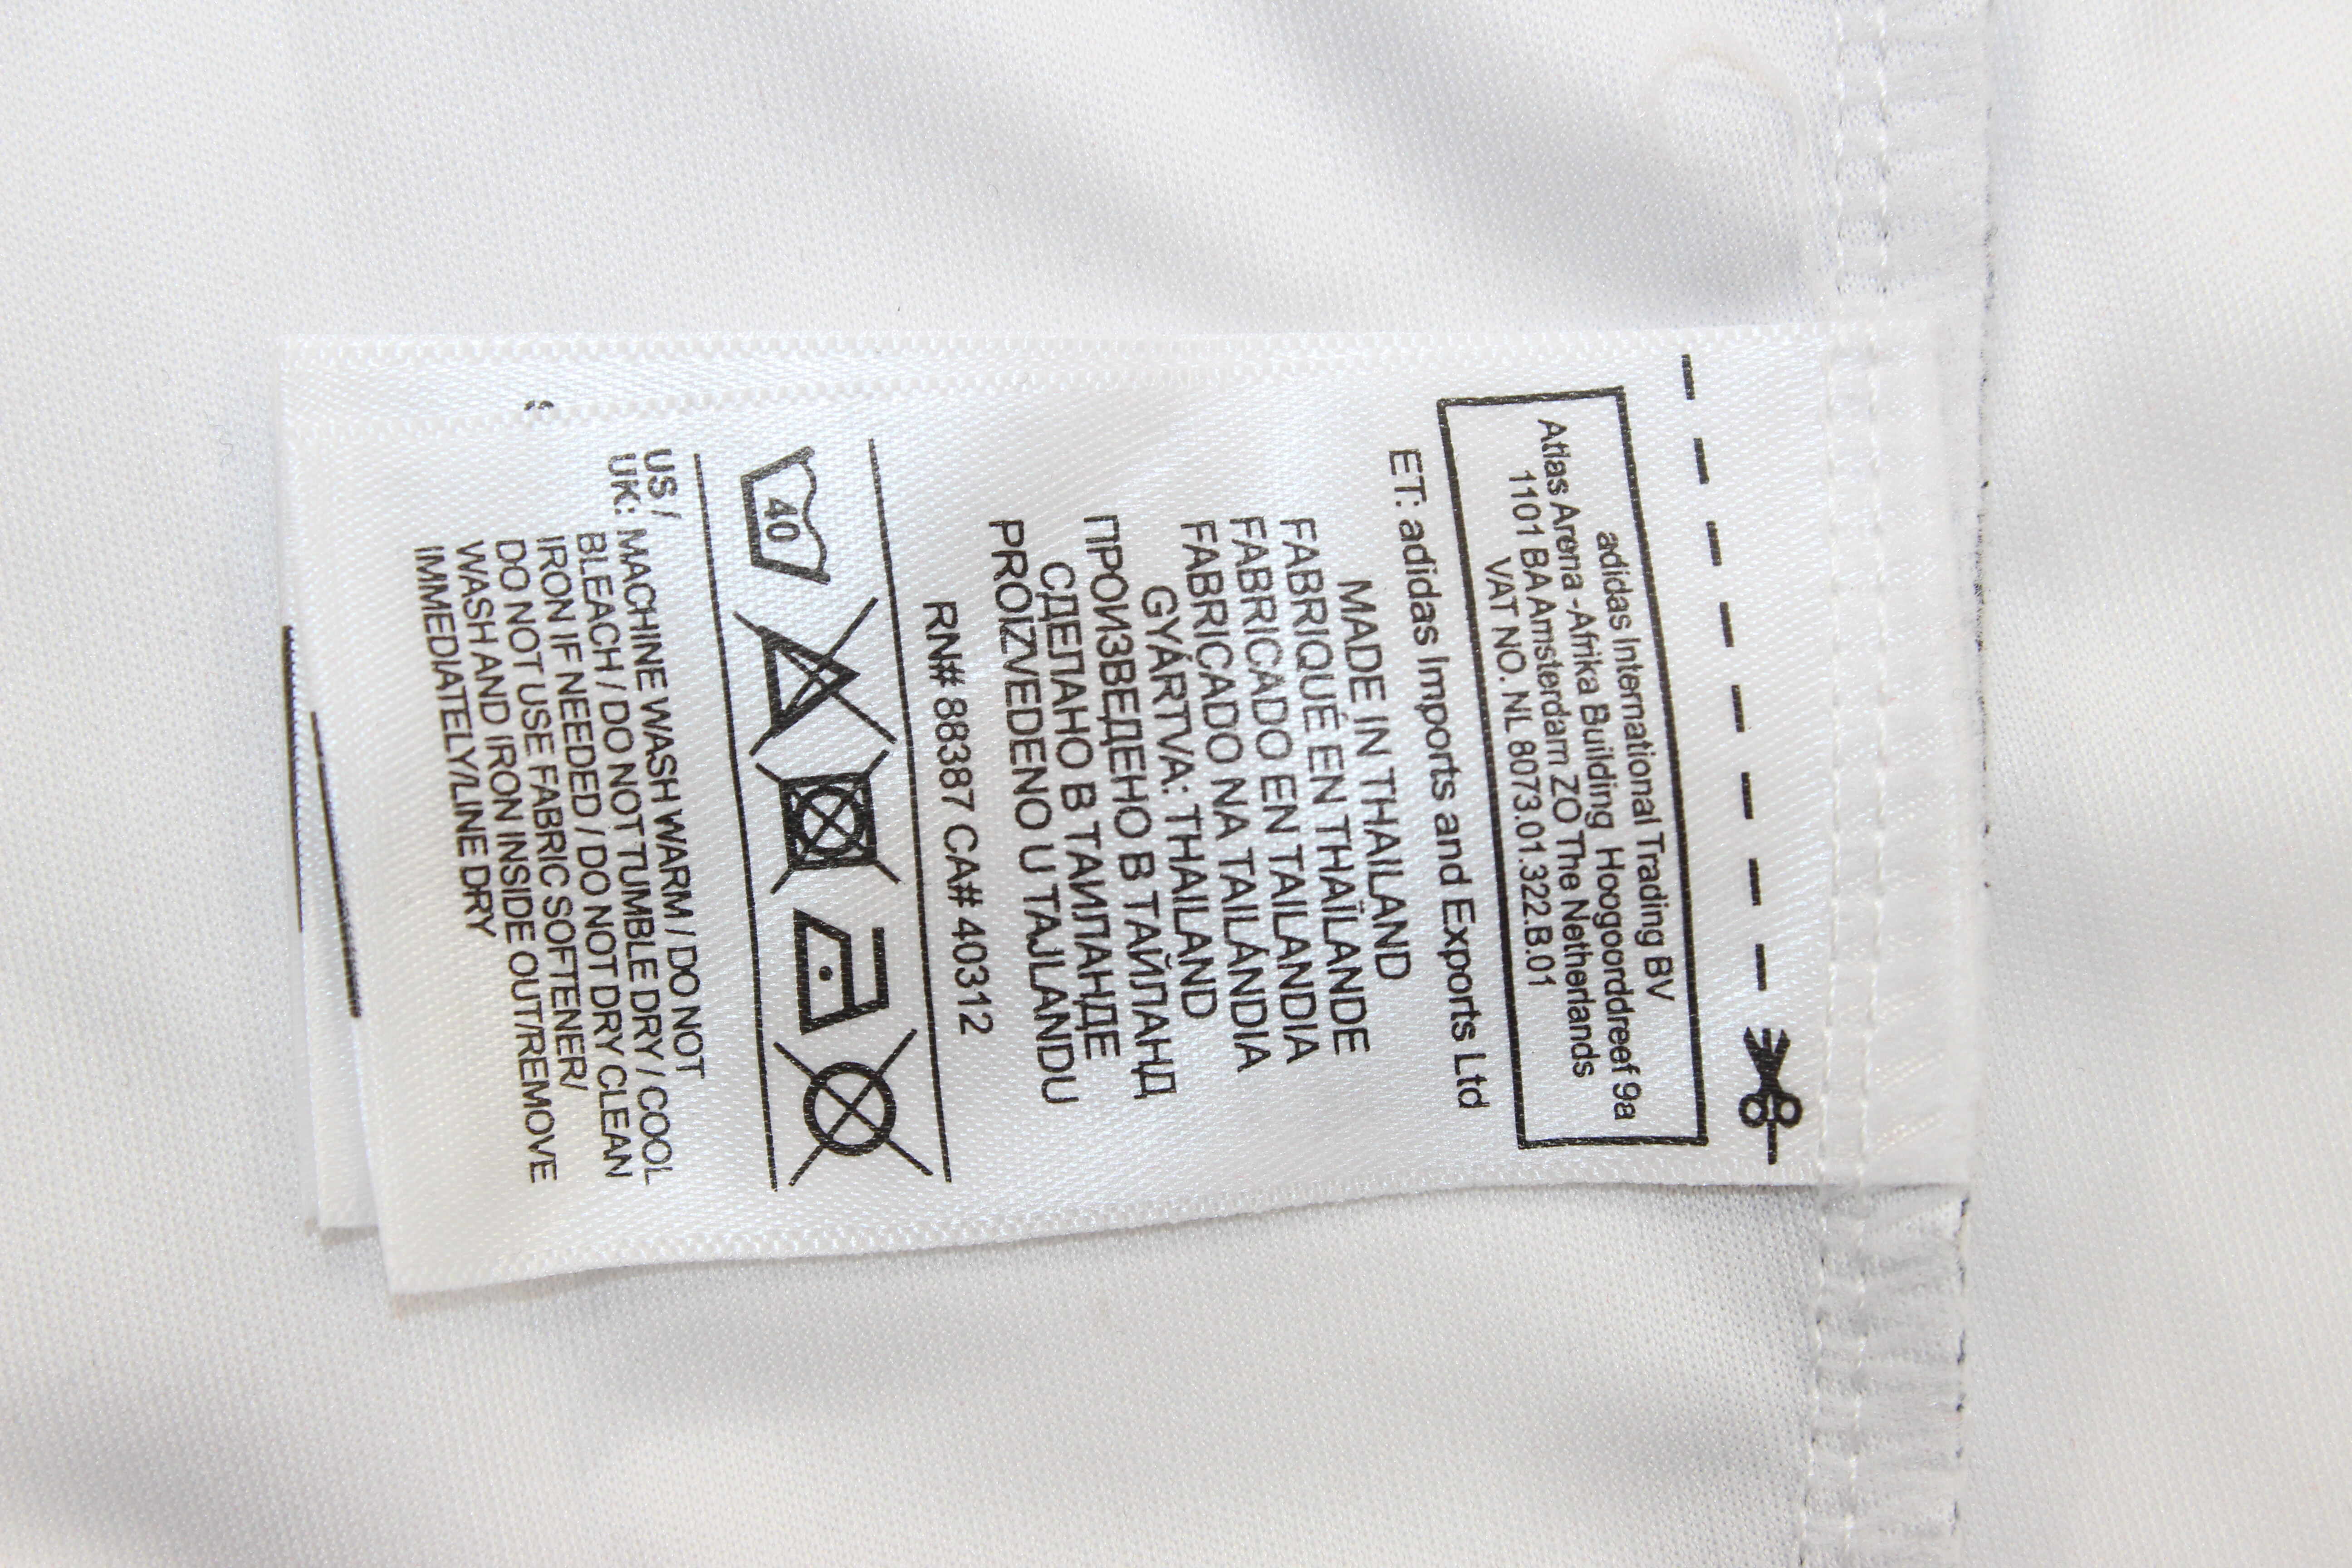 adidas International Trading BV
Atlas Arena -Afrika Building Hoogoorddreef 9a
1101 BA Amsterdam ZO The Netherlands
VAT NO. NL 8073.01.322.B.01
ET: adidas Imports and Exports Ltd
MADE IN THAILAND
FABRIQUÉ EN THAÏLANDE
FABRICADO EN TAILANDIA
FABRICADO NA TAILÁNDIA
GYÁRTVA: THAILAND
ПРОИЗВЕДЕНО В ТАЙЛАНД
СДЕЛАНО В ТАИЛАНДЕ
PROIZVEDENO U TAJLANDU
RN# 88387 CA# 40312
40
US /
UK: MACHINE WASH WARM / DO NOT
BLEACH / DO NOT TUMBLE DRY / COOL
IRON IF NEEDED / DO NOT DRY CLEAN
DO NOT USE FABRIC SOFTENER/
WASH AND IRON INSIDE OUT/REMOVE
IMMEDIATELY/LINE DRY